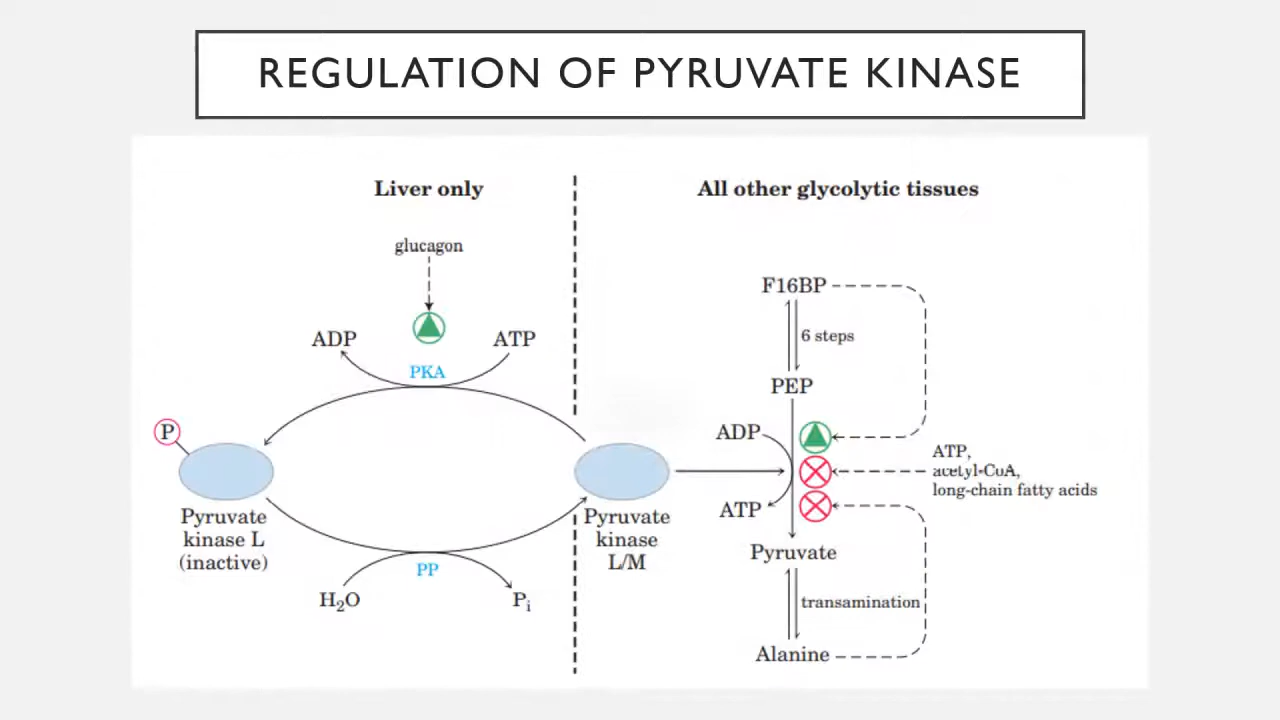 REGULATION OF PYRUVATE KINASE
Liver only
All other glycolytic tissues
glucagon
ADP
ATP
PKA
P
Pyruvate
kinase L
(inactive)
PP
H₂O
Pᵢ
Pyruvate
kinase
L/M
F16BP
6 steps
PEP
ADP
ATP
ATP,
acetyl-CoA,
long-chain fatty acids
Pyruvate
transamination
Alanine